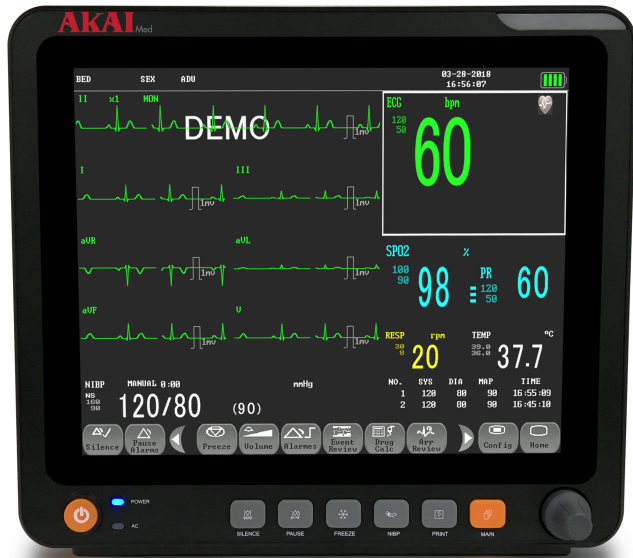 AKAI Med
BED SEX ADU 03-28-2018
16:56:07
II x1 MON
DEMO
1mv
ECG bpm
120
50
60
I III
1mv 1mv
aVR aVL
1mv 1mv
SPO2 %
100
90
98
PR
120
50
60
aVF V
1mv 1mv
RESP rpm
30
8
20
TEMP ºC
39.0
36.0
37.7
NIBP MANUAL 0:00 mmHg
NS
160
90
120/80 (90)
NO. SYS DIA MAP TIME
1 120 80 90 16:55:09
2 120 80 90 16:45:10
Silence
Pause
Alarms
Freeze
Volume
Alarmes
Event
Review
Drug
Calc
Arr
Review
Config
Home
POWER
AC
SILENCE PAUSE FREEZE NIBP PRINT MAIN